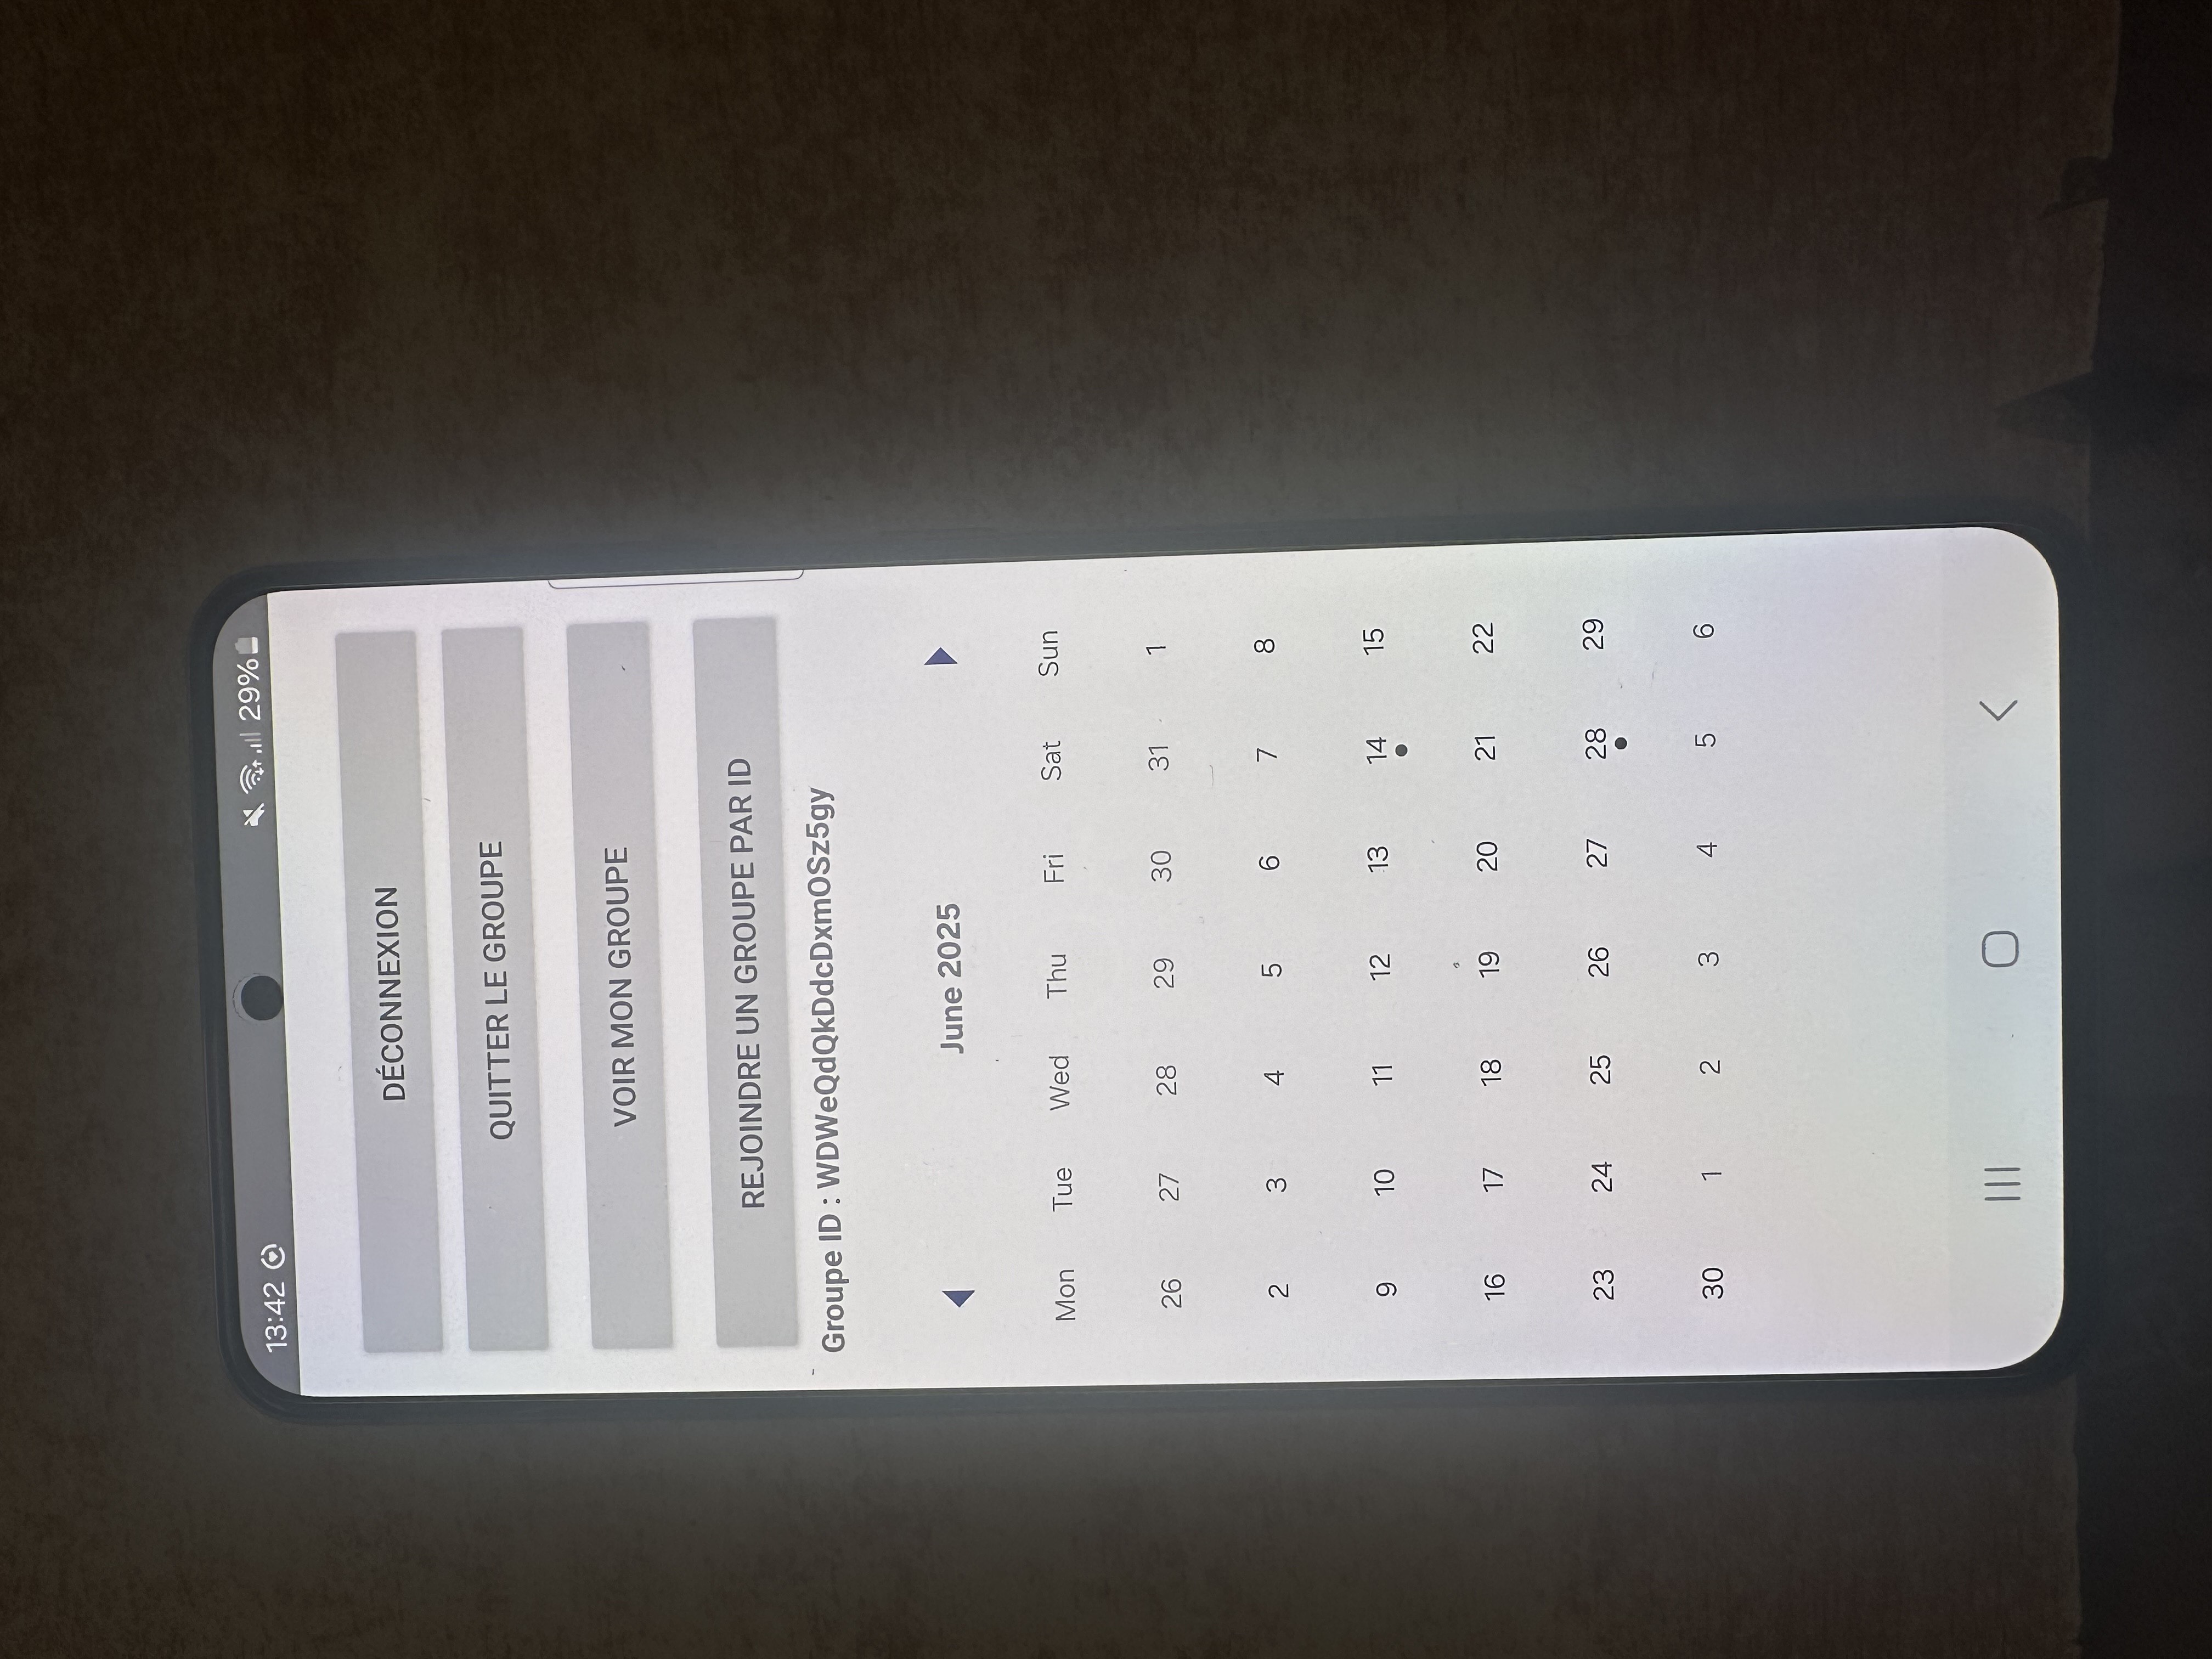 13:42 29%
DÉCONNEXION
QUITTER LE GROUPE
VOIR MON GROUPE
REJOINDRE UN GROUPE PAR ID
Groupe ID : WDWeQdQkDdcDxmOSz5gy
June 2025
Mon Tue Wed Thu Fri Sat Sun
26 27 28 29 30 31 1
2 3 4 5 6 7 8
9 10 11 12 13 14 15
16 17 18 19 20 21 22
23 24 25 26 27 28 29
30 1 2 3 4 5 6